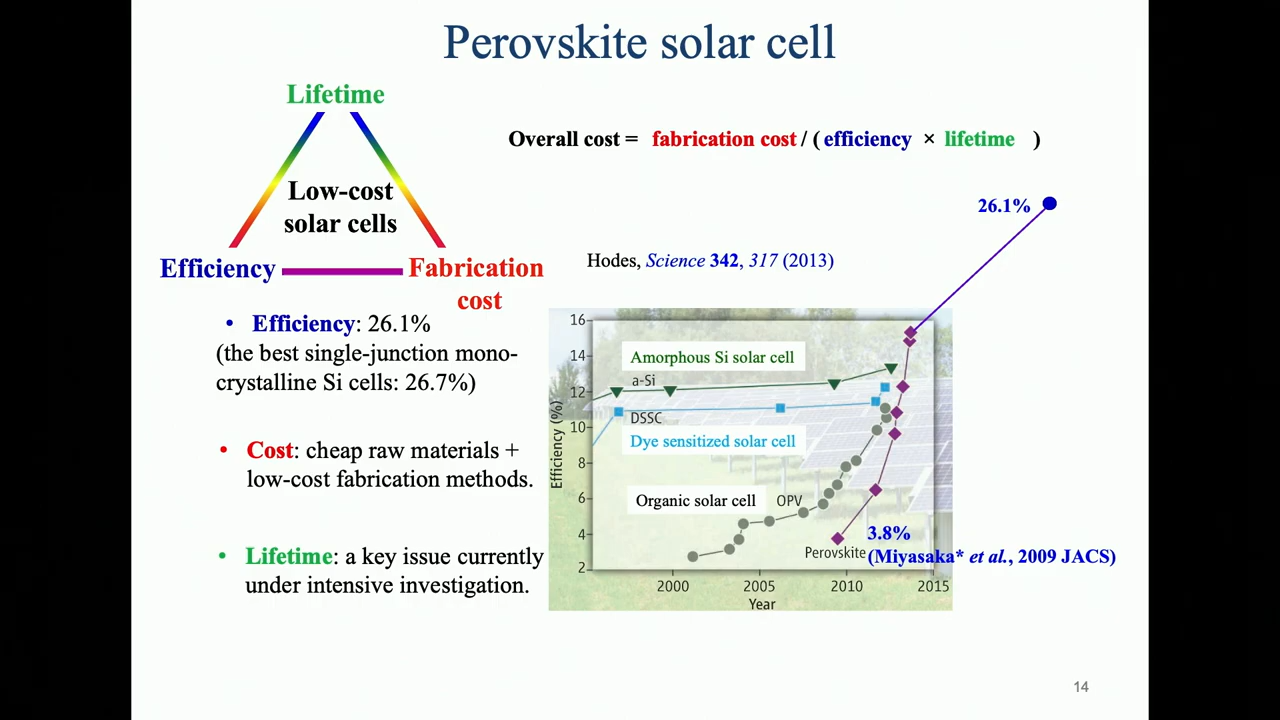 Perovskite solar cell
Lifetime
Low-cost
solar cells
Efficiency
Fabrication
cost
Overall cost = fabrication cost / ( efficiency × lifetime )
26.1%
Hodes, Science 342, 317 (2013)
• Efficiency: 26.1%
(the best single-junction mono-
crystalline Si cells: 26.7%)
• Cost: cheap raw materials +
low-cost fabrication methods.
• Lifetime: a key issue currently
under intensive investigation.
Efficiency (%)
16
14
12
10
8
6
4
2
Amorphous Si solar cell
a-Si
DSSC
Dye sensitized solar cell
Organic solar cell
OPV
Perovskite
3.8%
(Miyasaka* et al., 2009 JACS)
2000
2005
2010
2015
Year
14